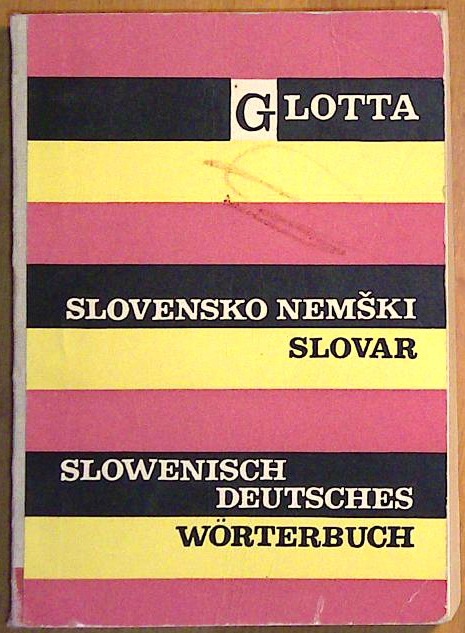 GLOTTA
SLOVENSKO NEMŠKI
SLOVAR
SLOWENISCH
DEUTSCHES
WÖRTERBUCH